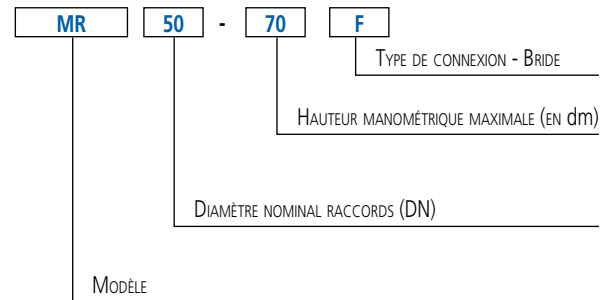 MR 50 - 70 F
Type de connexion - Bride
Hauteur manométrique maximale (en dm)
Diamètre nominal raccords (DN)
Modèle